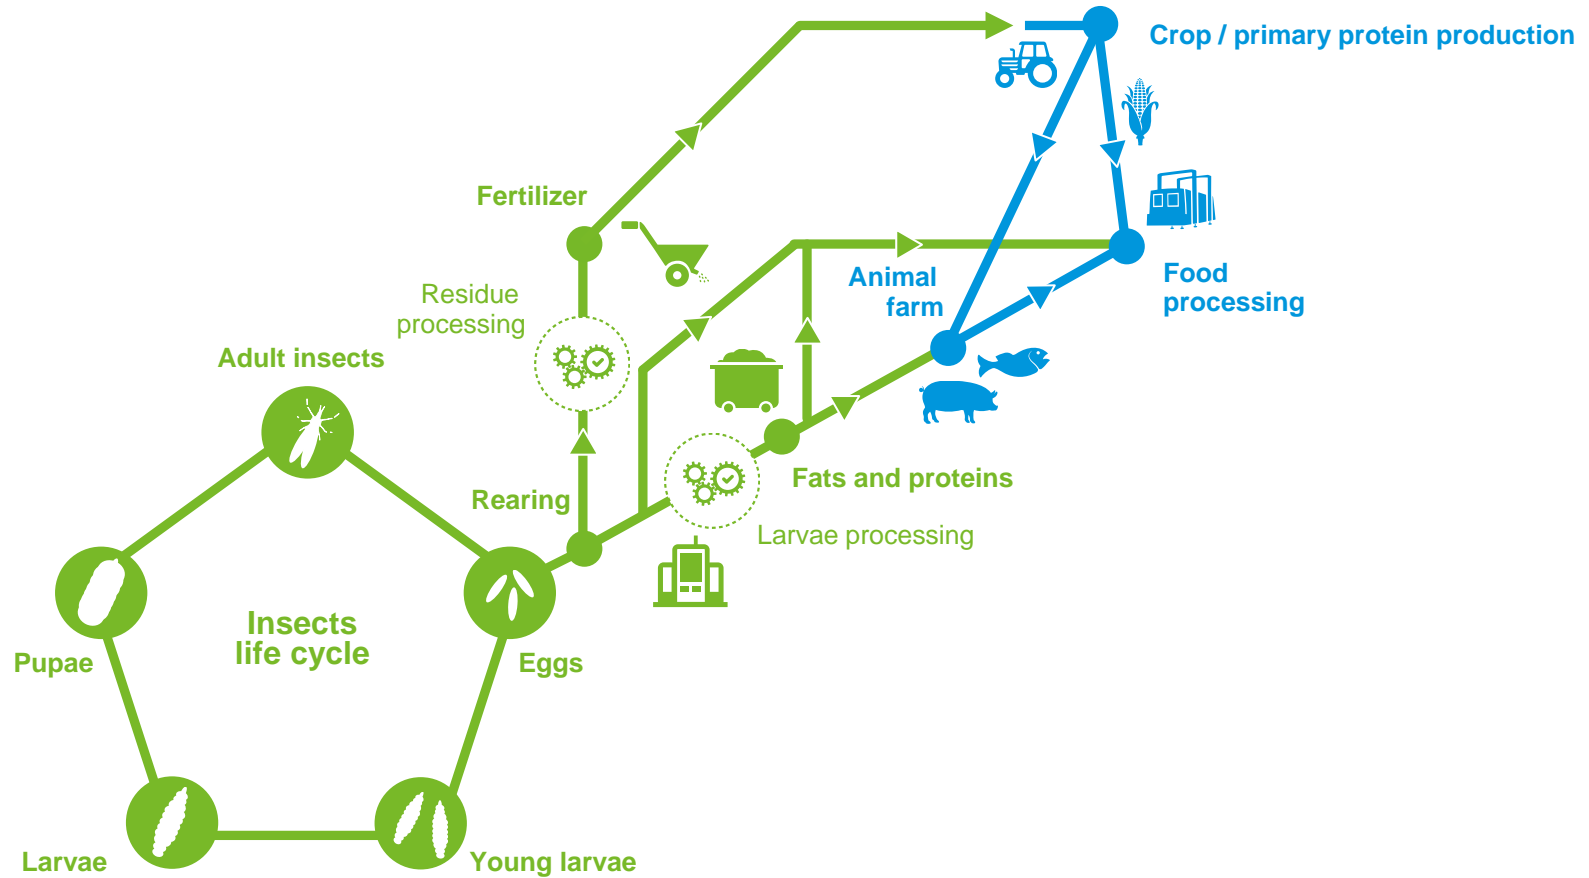 Crop / primary protein production
Fertilizer
Animal
farm
Food
processing
Residue
processing
Adult insects
Fats and proteins
Rearing
Larvae processing
Insects
life cycle
Pupae
Eggs
Larvae
Young larvae